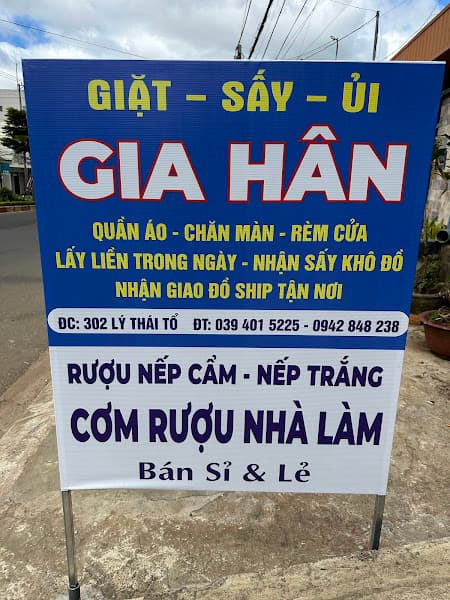 GIẶT – SẤY – ỦI
GIA HÂN
QUẦN ÁO - CHĂN MÀN - RÈM CỬA
LẤY LIỀN TRONG NGÀY - NHẬN SẤY KHÔ ĐỒ
NHẬN GIAO ĐỒ SHIP TẬN NƠI
ĐC: 302 LÝ THÁI TỔ ĐT: 039 401 5225 - 0942 848 238
RƯỢU NẾP CẨM - NẾP TRẮNG
CƠM RƯỢU NHÀ LÀM
Bán Sỉ & Lẻ